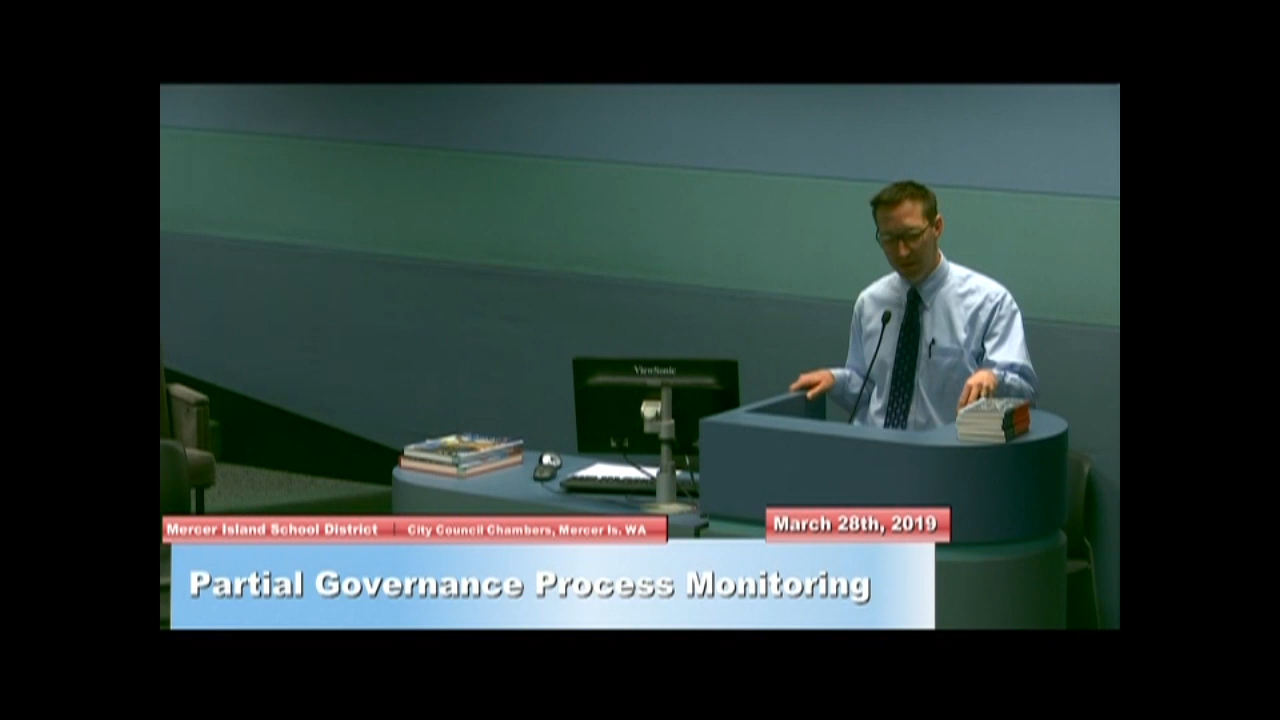 ViewSonic
March 28th, 2019
Mercer Island School District | City Council Chambers, Mercer Is, WA
Partial Governance Process Monitoring